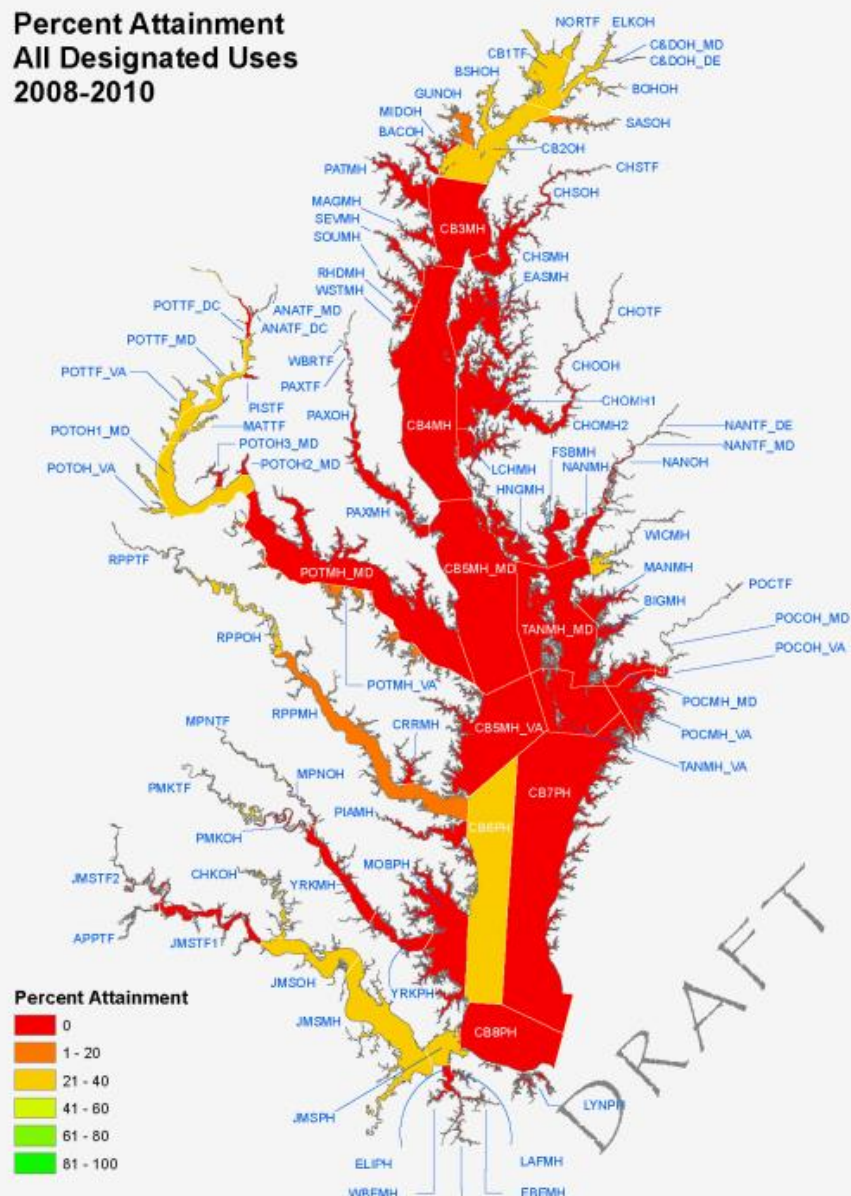 Percent Attainment
All Designated Uses
2008-2010
NORTF ELKOH
CB1TF
C&DOH_MD
C&DOH_DE
BSHOH
BOHOH
GUNOH
MIDOH
SASOH
BACOH
CB2OH
PATMH
CHSTF
CHSOH
MAGMH
SEVMH
SOUMH
CB3MH
CHSMH
RHDMH
EASMH
WSTMH
POTTF_DC
ANATF_MD
ANATF_DC
CHOTF
POTTF_MD
WBRTF
CHOOH
POTTF_VA
PAXTF
PISTF
CHOMH1
MATTF
PAXOH
CB4MH
CHOMH2
NANTF_DE
POTOH1_MD
POTOH3_MD
NANTF_MD
FSBMH
NANOH
POTOH_VA
POTOH2_MD
LCHMH
NANMH
HNGMH
PAXMH
WICMH
RPPTF
POTMH_MD
CB5MH_MD
MANMH
POCTF
BIGMH
TANMH_MD
POCOH_MD
RPPOH
POCOH_VA
POTMH_VA
POCMH_MD
RPPMH
MPNTF
CRRMH
CB5MH_VA
POCMH_VA
TANMH_VA
MPNOH
PMKTF
CB7PH
PIAMH
CB6PH
PMKOH
MOBPH
CHKOH
JMSTF2
YRKMH
APPTF
JMSTF1
JMSOH
YRKPH
Percent Attainment
0
1 - 20
21 - 40
41 - 60
61 - 80
81 - 100
JMSMH
CB8PH
JMSPH
LYNPH
DRAFT
ELIPH
LAFMH
WBEMH
EBEMH